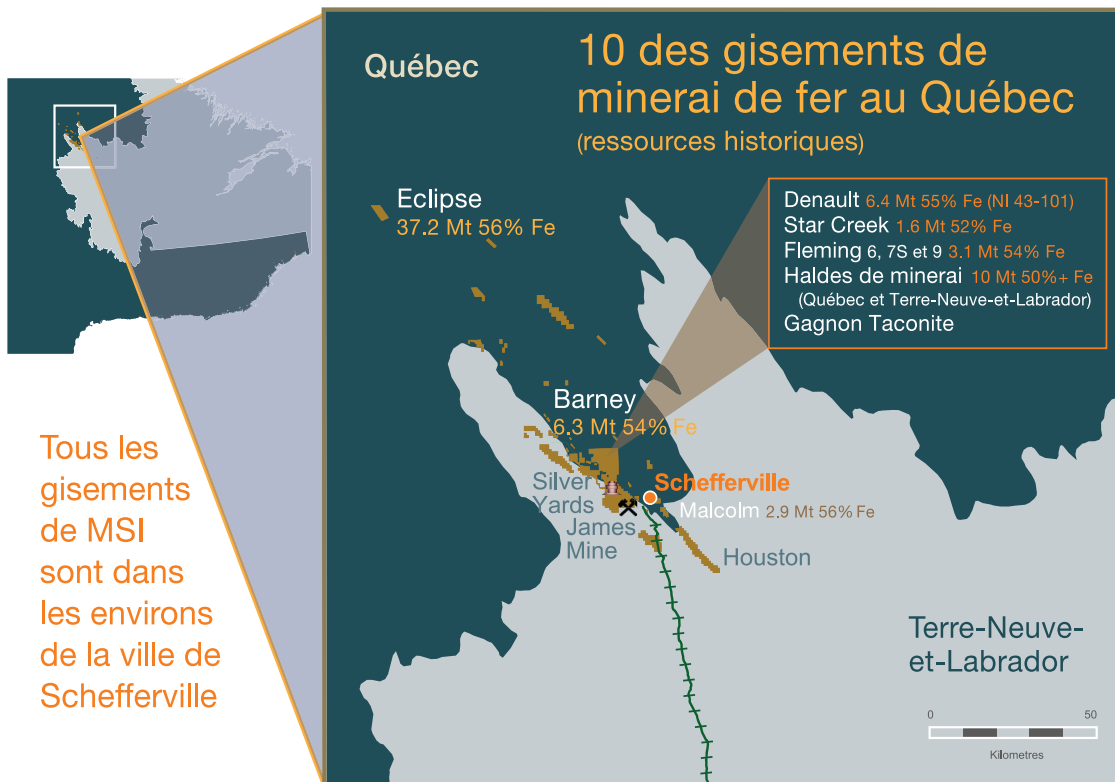 Québec
10 des gisements de
minerai de fer au Québec
(ressources historiques)
Eclipse
37.2 Mt 56% Fe
Denault 6.4 Mt 55% Fe (NI 43-101)
Star Creek 1.6 Mt 52% Fe
Fleming 6, 7S et 9 3.1 Mt 54% Fe
Haldes de minerai 10 Mt 50%+ Fe
(Québec et Terre-Neuve-et-Labrador)
Gagnon Taconite
Barney
6.3 Mt 54% Fe
Silver
Yards
Schefferville
Malcolm 2.9 Mt 56% Fe
James
Mine
Houston
Tous les
gisements
de MSI
sont dans
les environs
de la ville de
Schefferville
Terre-Neuve-
et-Labrador
0 50
Kilometres